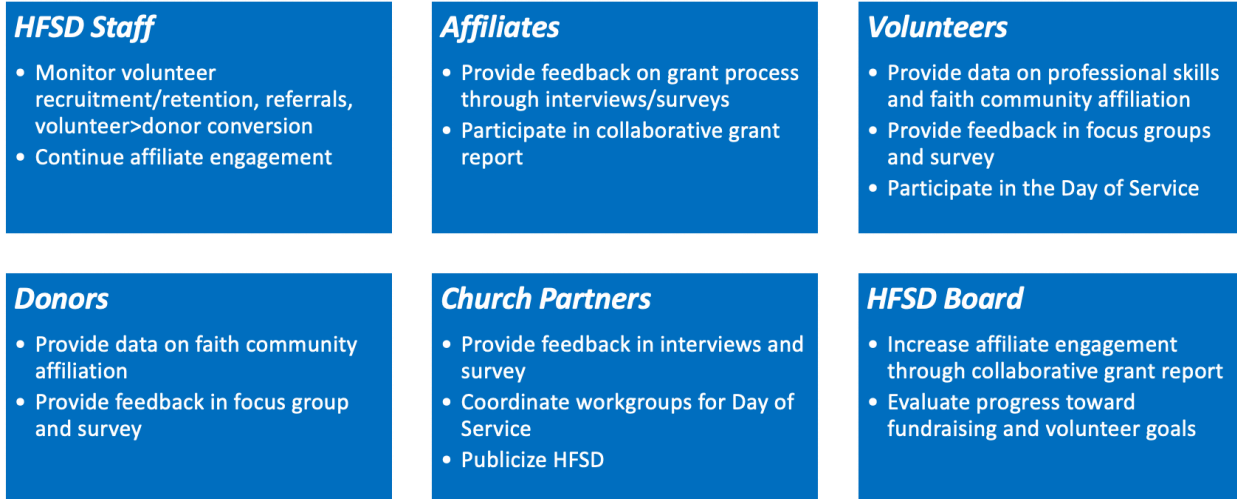 HFSD Staff
• Monitor volunteer
recruitment/retention, referrals,
volunteer>donor conversion
• Continue affiliate engagement
Affiliates
• Provide feedback on grant process
through interviews/surveys
• Participate in collaborative grant
report
Volunteers
• Provide data on professional skills
and faith community affiliation
• Provide feedback in focus groups
and survey
• Participate in the Day of Service
Donors
• Provide data on faith community
affiliation
• Provide feedback in focus group
and survey
Church Partners
• Provide feedback in interviews and
survey
• Coordinate workgroups for Day of
Service
• Publicize HFSD
HFSD Board
• Increase affiliate engagement
through collaborative grant report
• Evaluate progress toward
fundraising and volunteer goals